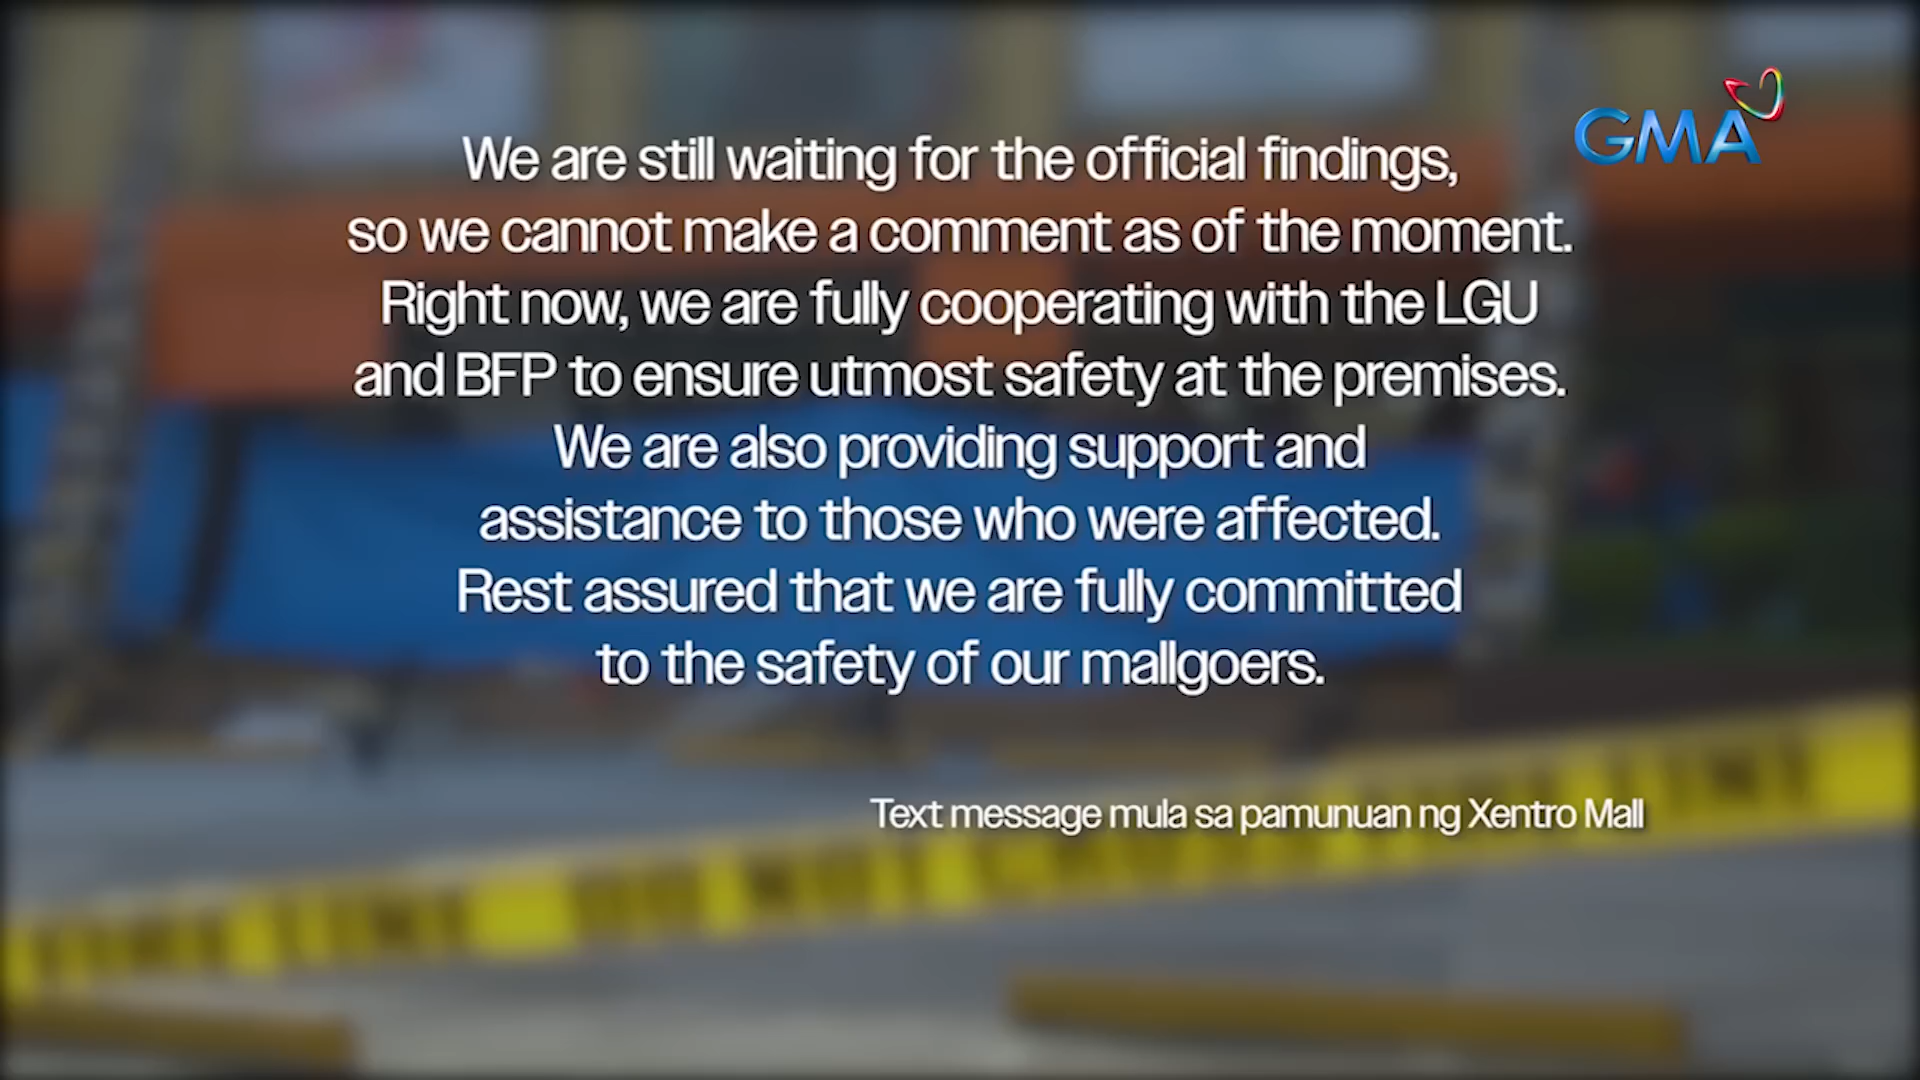 GMA
We are still waiting for the official findings,
so we cannot make a comment as of the moment.
Right now, we are fully cooperating with the LGU
and BFP to ensure utmost safety at the premises.
We are also providing support and
assistance to those who were affected.
Rest assured that we are fully committed
to the safety of our mallgoers.
Text message mula sa pamunuan ng Xentro Mall